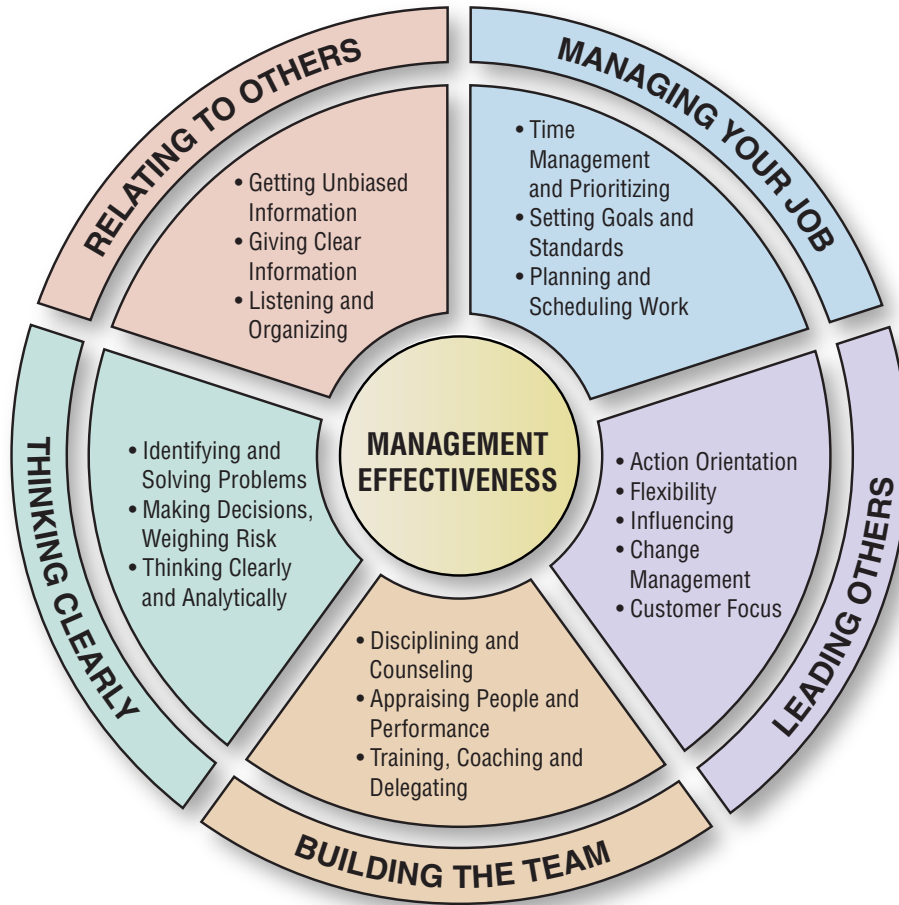 RELATING TO OTHERS
• Getting Unbiased
Information
• Giving Clear
Information
• Listening and
Organizing
MANAGING YOUR JOB
• Time
Management
and Prioritizing
• Setting Goals and
Standards
• Planning and
Scheduling Work
THINKING CLEARLY
• Identifying and
Solving Problems
• Making Decisions,
Weighing Risk
• Thinking Clearly
and Analytically
MANAGEMENT
EFFECTIVENESS
• Action Orientation
• Flexibility
• Influencing
• Change
Management
• Customer Focus
LEADING OTHERS
• Disciplining and
Counseling
• Appraising People and
Performance
• Training, Coaching and
Delegating
BUILDING THE TEAM